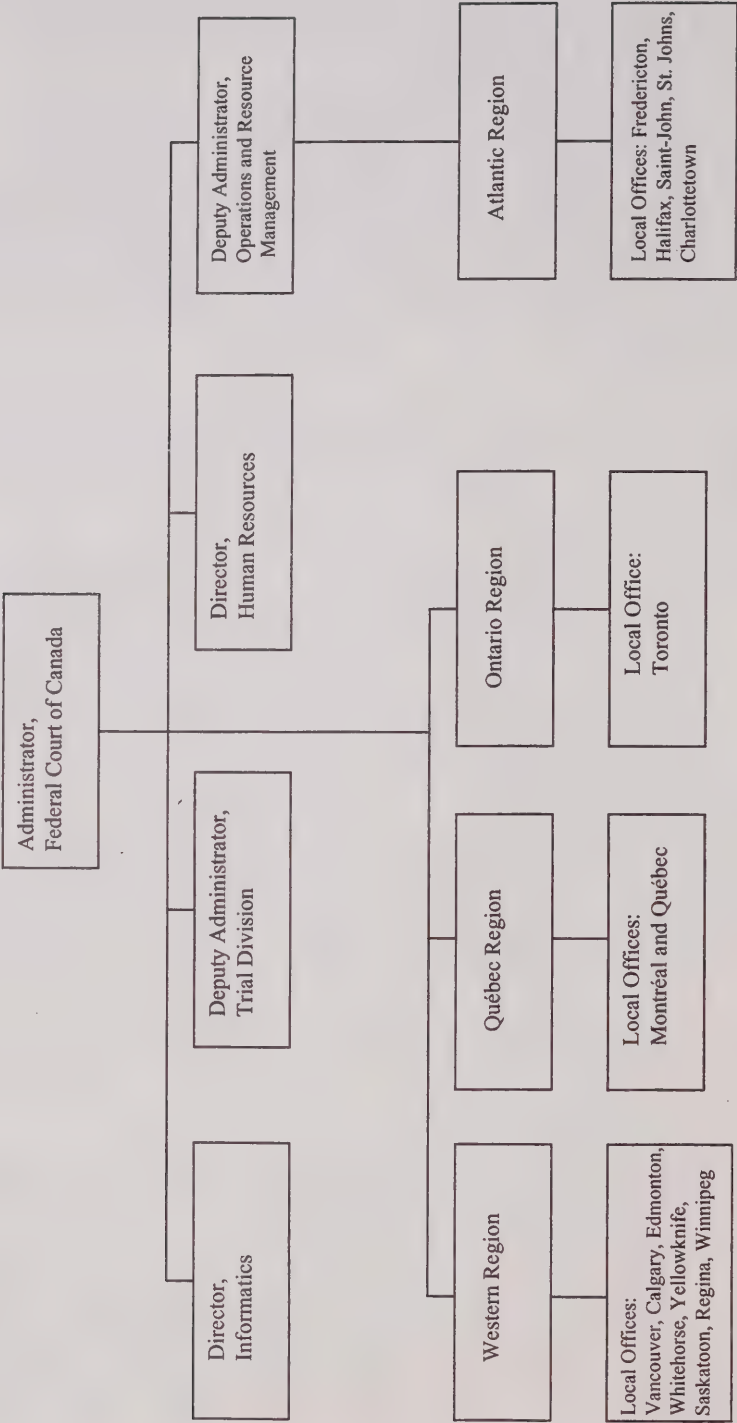 Administrator,
Federal Court of Canada
Director,
Informatics
Deputy Administrator,
Trial Division
Director,
Human Resources
Deputy Administrator,
Operations and Resource
Management
Western Region
Québec Region
Ontario Region
Atlantic Region
Local Offices:
Vancouver, Calgary, Edmonton,
Whitehorse, Yellowknife,
Saskatoon, Regina, Winnipeg
Local Offices:
Montréal and Québec
Local Office:
Toronto
Local Offices: Fredericton,
Halifax, Saint-John, St. Johns,
Charlottetown